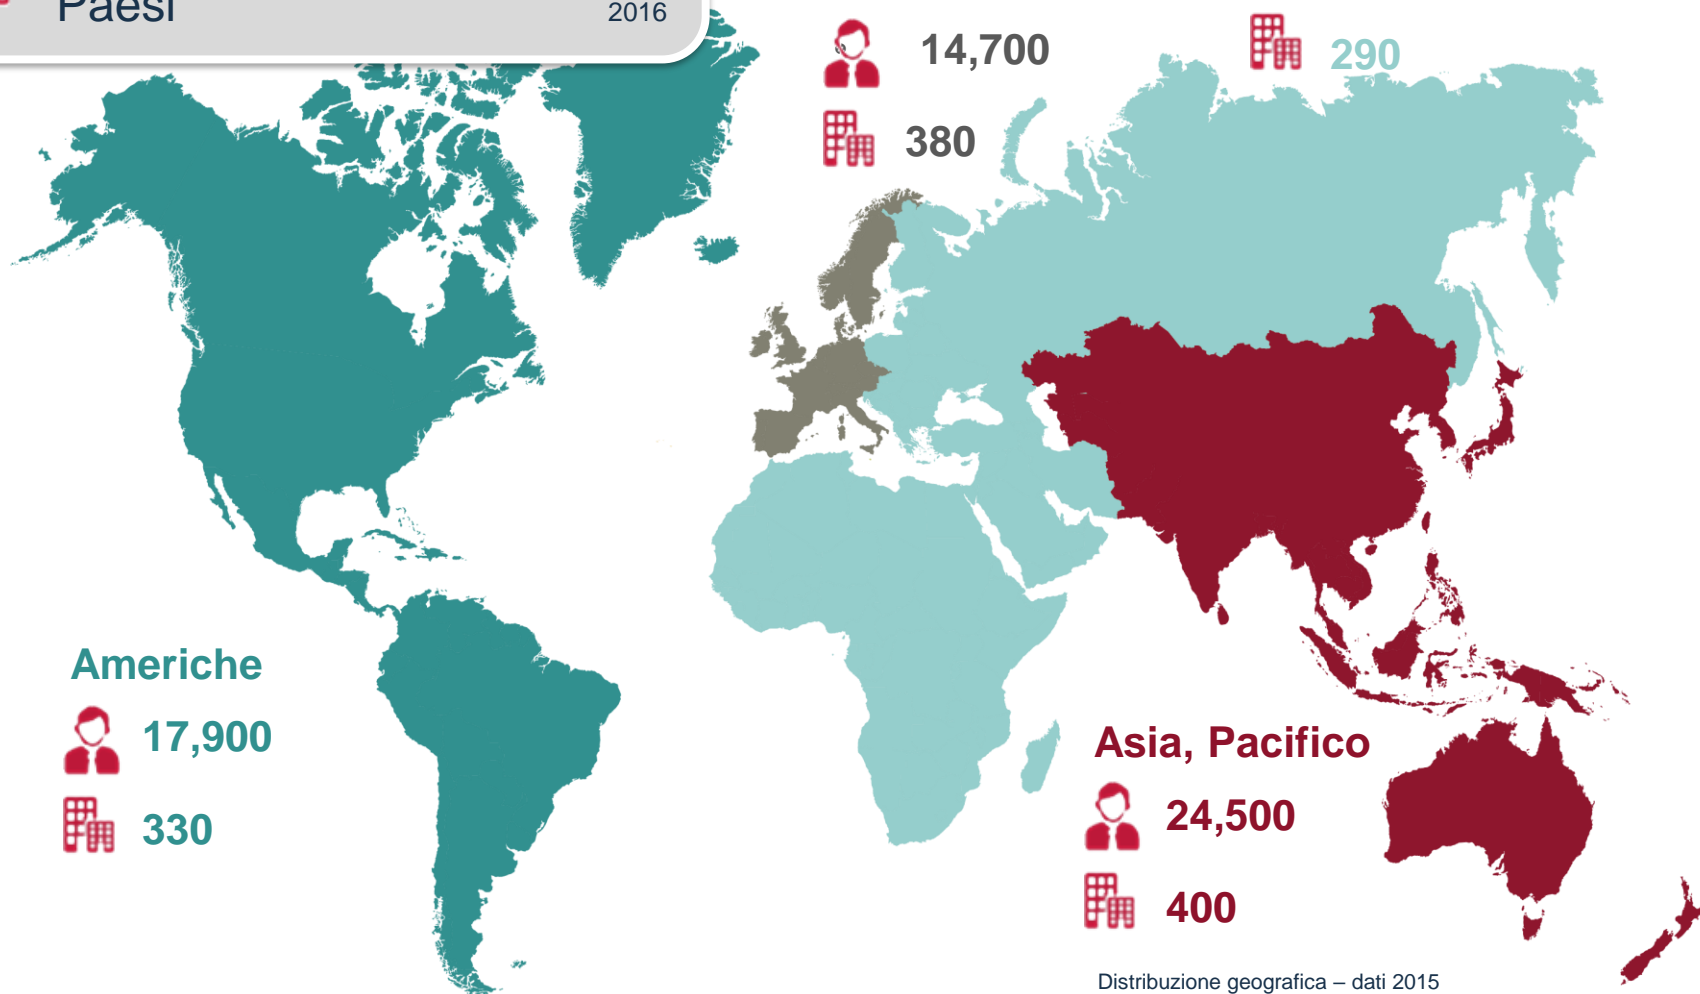 Paesi
2016
14,700
290
380
Americhe
17,900
330
Asia, Pacifico
24,500
400
Distribuzione geografica – dati 2015